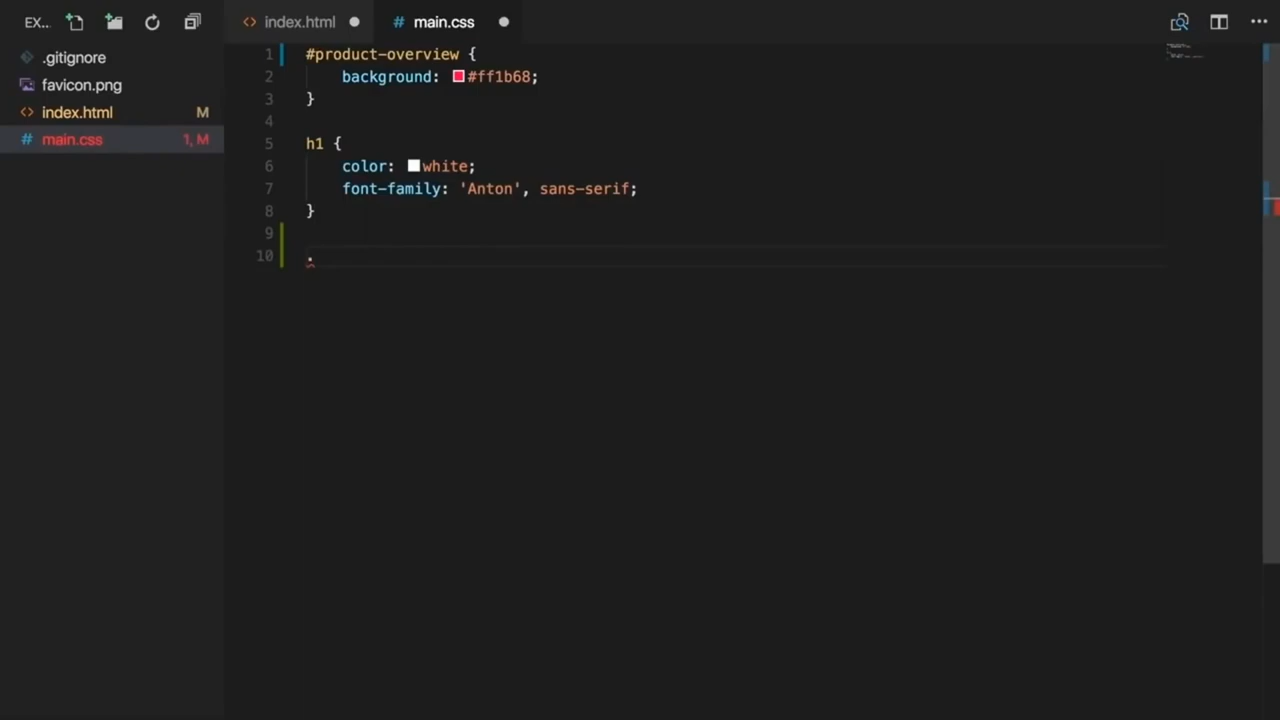 EX...
index.html
main.css
.gitignore
favicon.png
index.html M
main.css 1, M
1 #product-overview {
2 background: #ff1b68;
3 }
4
5 h1 {
6 color: white;
7 font-family: 'Anton', sans-serif;
8 }
9
10 .